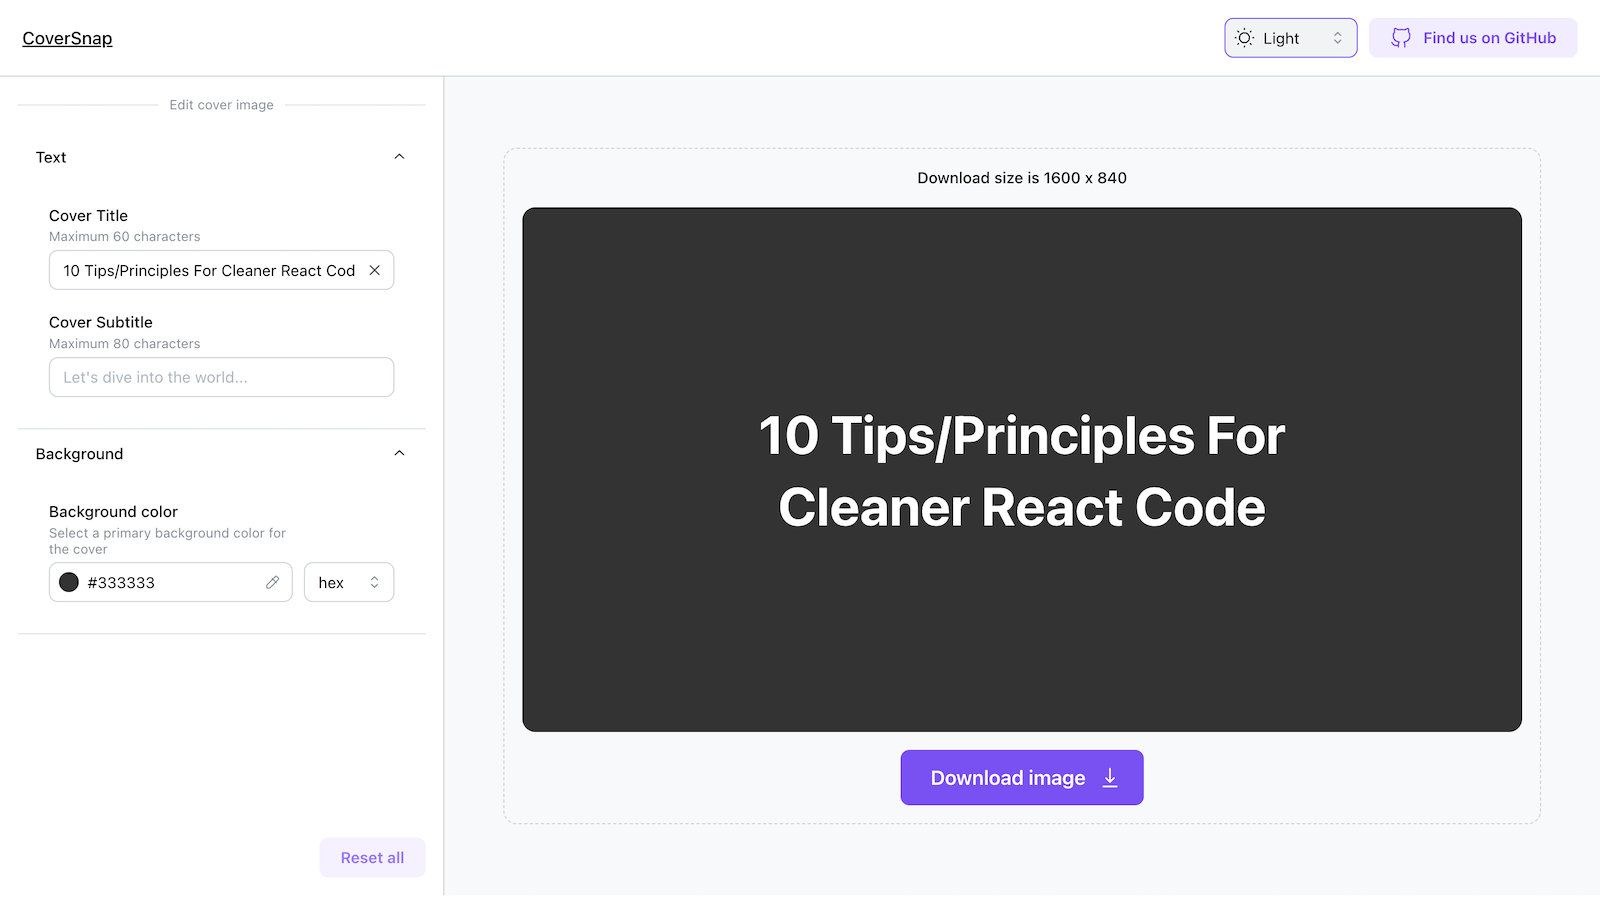 CoverSnap
Light
Find us on GitHub
Edit cover image
Text
Cover Title
Maximum 60 characters
10 Tips/Principles For Cleaner React Cod
Cover Subtitle
Maximum 80 characters
Let's dive into the world...
Background
Background color
Select a primary background color for
the cover
#333333
hex
Reset all
Download size is 1600 x 840
10 Tips/Principles For
Cleaner React Code
Download image